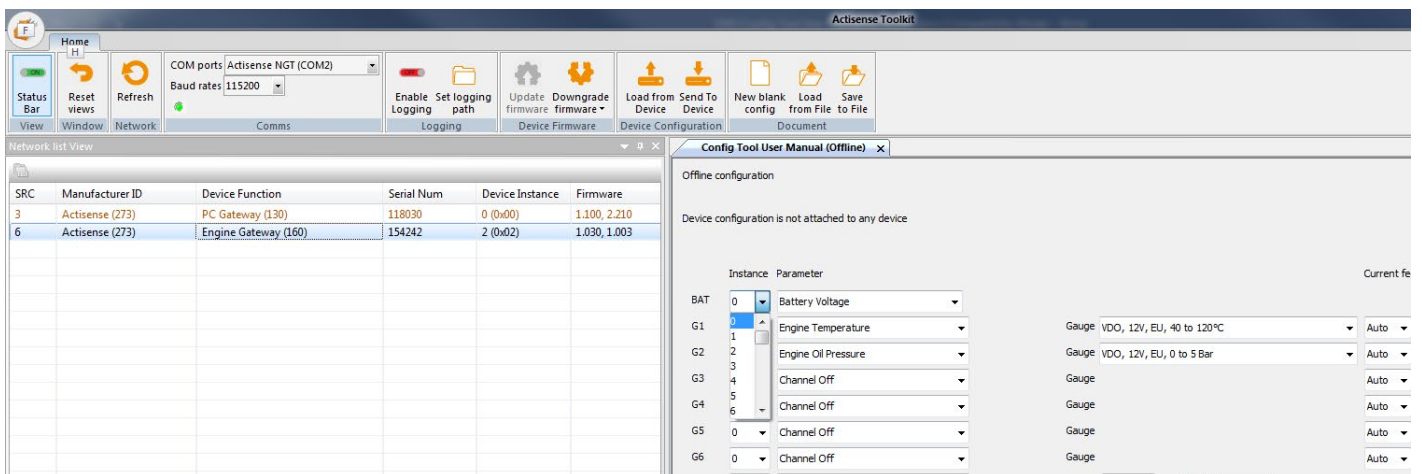 Actisense Toolkit
F
Home
H
COM ports Actisense NGT (COM2)
Baud rates 115200
ON
Status Bar
Reset views
Refresh
OFF
Enable Logging
Set logging path
Update firmware
Downgrade firmware
Load from Device
Send To Device
New blank config
Load from File
Save to File
View Window Network Comms Logging Device Firmware Device Configuration Document
Network list View
SRC Manufacturer ID Device Function Serial Num Device Instance Firmware
3 Actisense (273) PC Gateway (130) 118030 0 (0x00) 1.100, 2.210
6 Actisense (273) Engine Gateway (160) 154242 2 (0x02) 1.030, 1.003
Config Tool User Manual (Offline) x
Offline configuration
Device configuration is not attached to any device
Instance Parameter Current fe
BAT 0 Battery Voltage
0
1
2
3
4
5
6
G1 Engine Temperature Gauge VDO, 12V, EU, 40 to 120ºC Auto
G2 Engine Oil Pressure Gauge VDO, 12V, EU, 0 to 5 Bar Auto
G3 Channel Off Gauge Auto
G4 Channel Off Gauge Auto
G5 0 Channel Off Gauge Auto
G6 0 Channel Off Gauge Auto